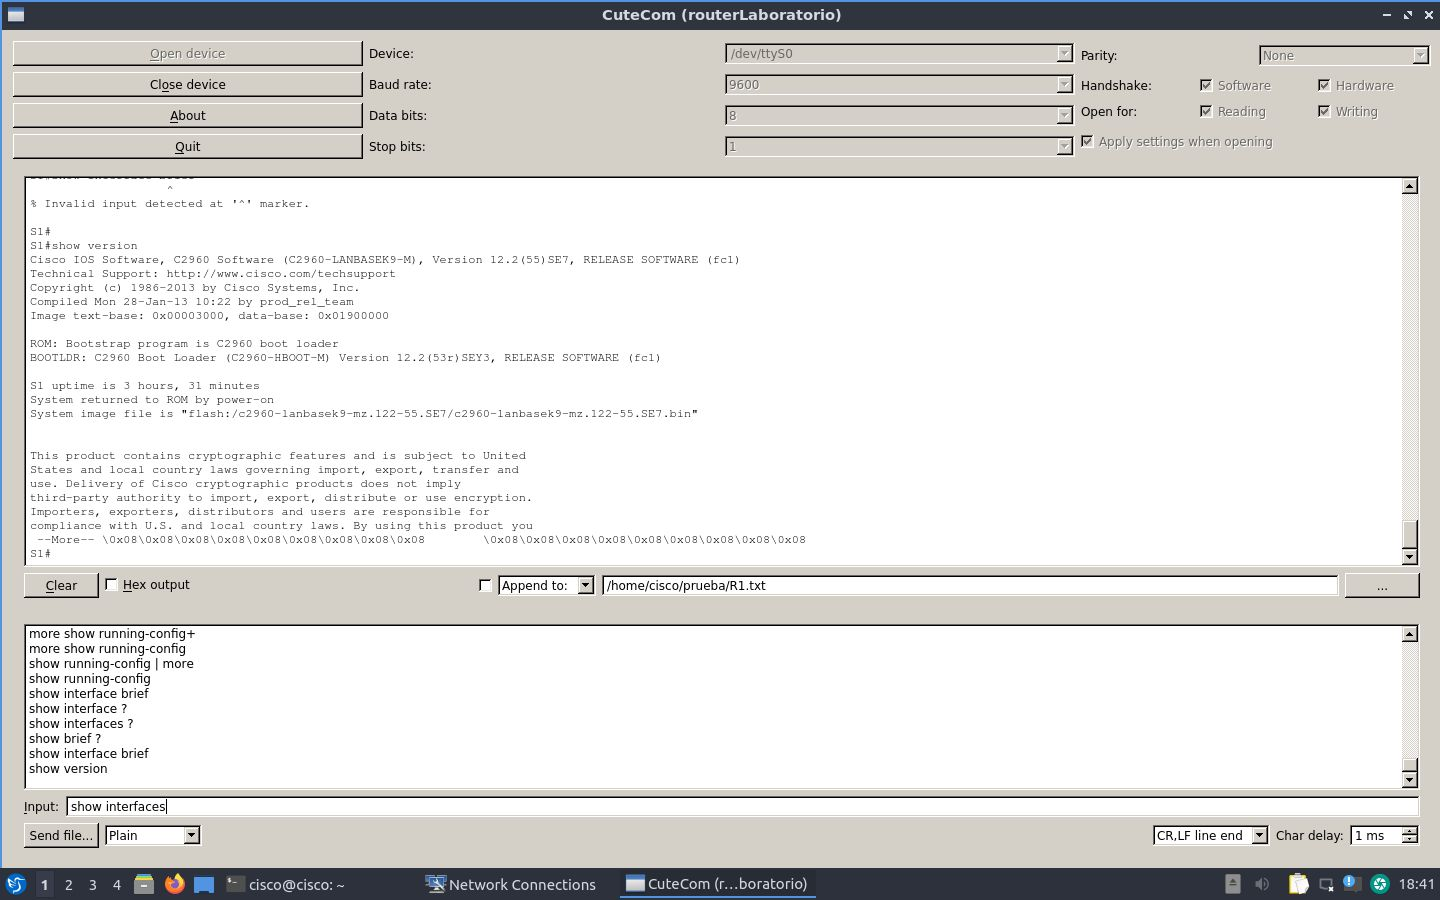 CuteCom (routerLaboratorio)
Open device
Device:
/dev/ttyS0
Parity:
None
Close device
Baud rate:
9600
Handshake:
Software
Hardware
About
Data bits:
8
Open for:
Reading
Writing
Quit
Stop bits:
1
Apply settings when opening
^
% Invalid input detected at '^' marker.
S1#
S1#show version
Cisco IOS Software, C2960 Software (C2960-LANBASEK9-M), Version 12.2(55)SE7, RELEASE SOFTWARE (fc1)
Technical Support: http://www.cisco.com/techsupport
Copyright (c) 1986-2013 by Cisco Systems, Inc.
Compiled Mon 28-Jan-13 10:22 by prod_rel_team
Image text-base: 0x00003000, data-base: 0x01900000
ROM: Bootstrap program is C2960 boot loader
BOOTLDR: C2960 Boot Loader (C2960-HBOOT-M) Version 12.2(53r)SEY3, RELEASE SOFTWARE (fc1)
S1 uptime is 3 hours, 31 minutes
System returned to ROM by power-on
System image file is "flash:/c2960-lanbasek9-mz.122-55.SE7/c2960-lanbasek9-mz.122-55.SE7.bin"
This product contains cryptographic features and is subject to United
States and local country laws governing import, export, transfer and
use. Delivery of Cisco cryptographic products does not imply
third-party authority to import, export, distribute or use encryption.
Importers, exporters, distributors and users are responsible for
compliance with U.S. and local country laws. By using this product you
--More-- \0x08\0x08\0x08\0x08\0x08\0x08\0x08\0x08\0x08 \0x08\0x08\0x08\0x08\0x08\0x08\0x08\0x08\0x08
S1#
Clear
Hex output
Append to:
/home/cisco/prueba/R1.txt
...
more show running-config+
more show running-config
show running-config | more
show running-config
show interface brief
show interface ?
show interfaces ?
show brief ?
show interface brief
show version
Input: show interfaces
Send file...
Plain
CR,LF line end
Char delay:
1 ms
1 2 3 4
cisco@cisco: ~
Network Connections
CuteCom (r...boratorio)
18:41